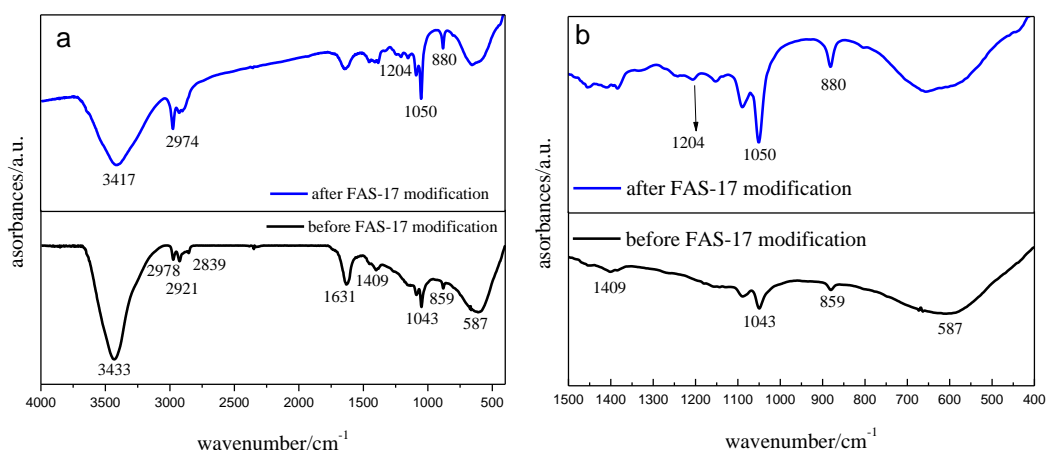 a
880
1204
1050
2974
3417
after FAS-17 modification
before FAS-17 modification
2978
2921
2839
1631
1409
1043
859
587
3433
asorbances/a.u.
4000 3500 3000 2500 2000 1500 1000 500
wavenumber/cm⁻¹
b
880
1204
1050
after FAS-17 modification
before FAS-17 modification
1409
1043
859
587
asorbances/a.u.
1500 1400 1300 1200 1100 1000 900 800 700 600 500 400
wavenumber/cm⁻¹